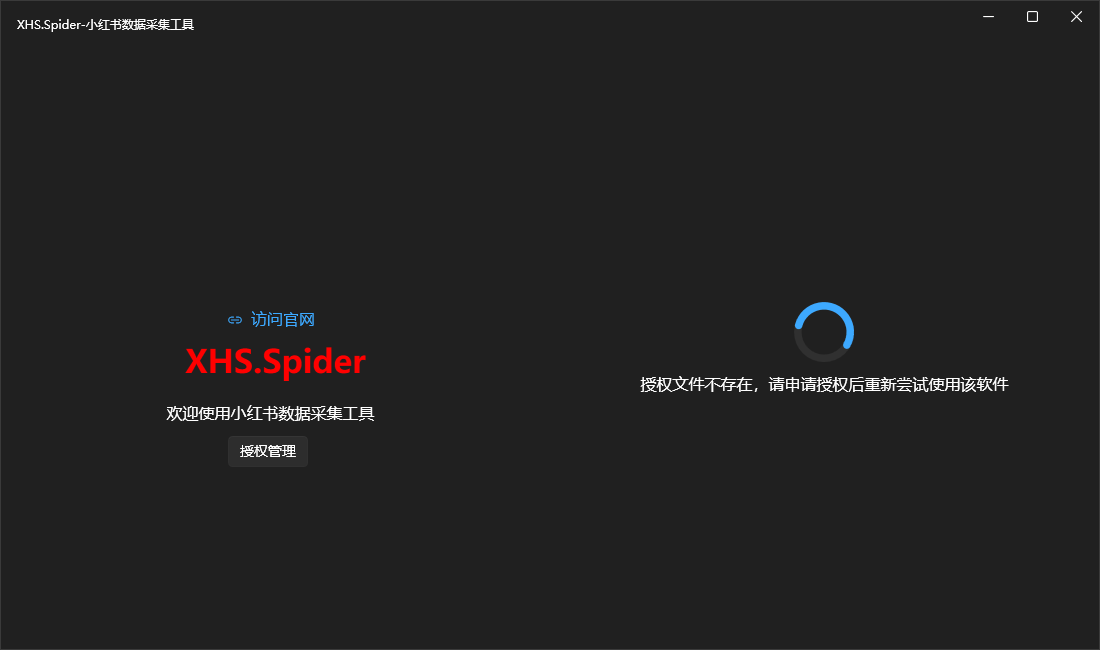 XHS.Spider-小红书数据采集工具
访问官网
XHS.Spider
欢迎使用小红书数据采集工具
授权管理
授权文件不存在，请申请授权后重新尝试使用该软件